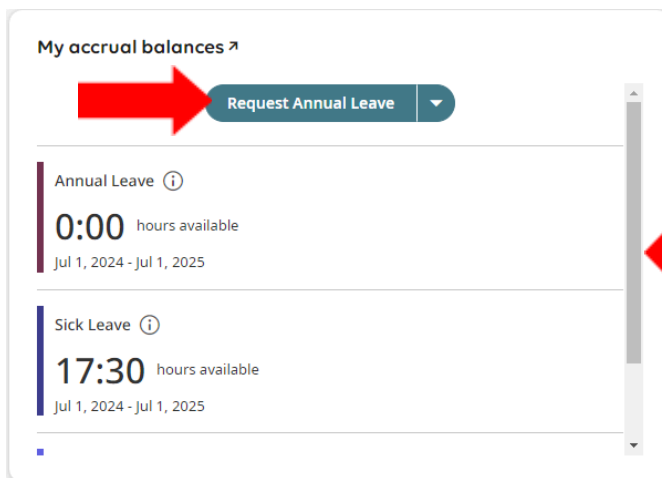 My accrual balances ↗
Request Annual Leave
Annual Leave
0:00 hours available
Jul 1, 2024 - Jul 1, 2025
Sick Leave
17:30 hours available
Jul 1, 2024 - Jul 1, 2025